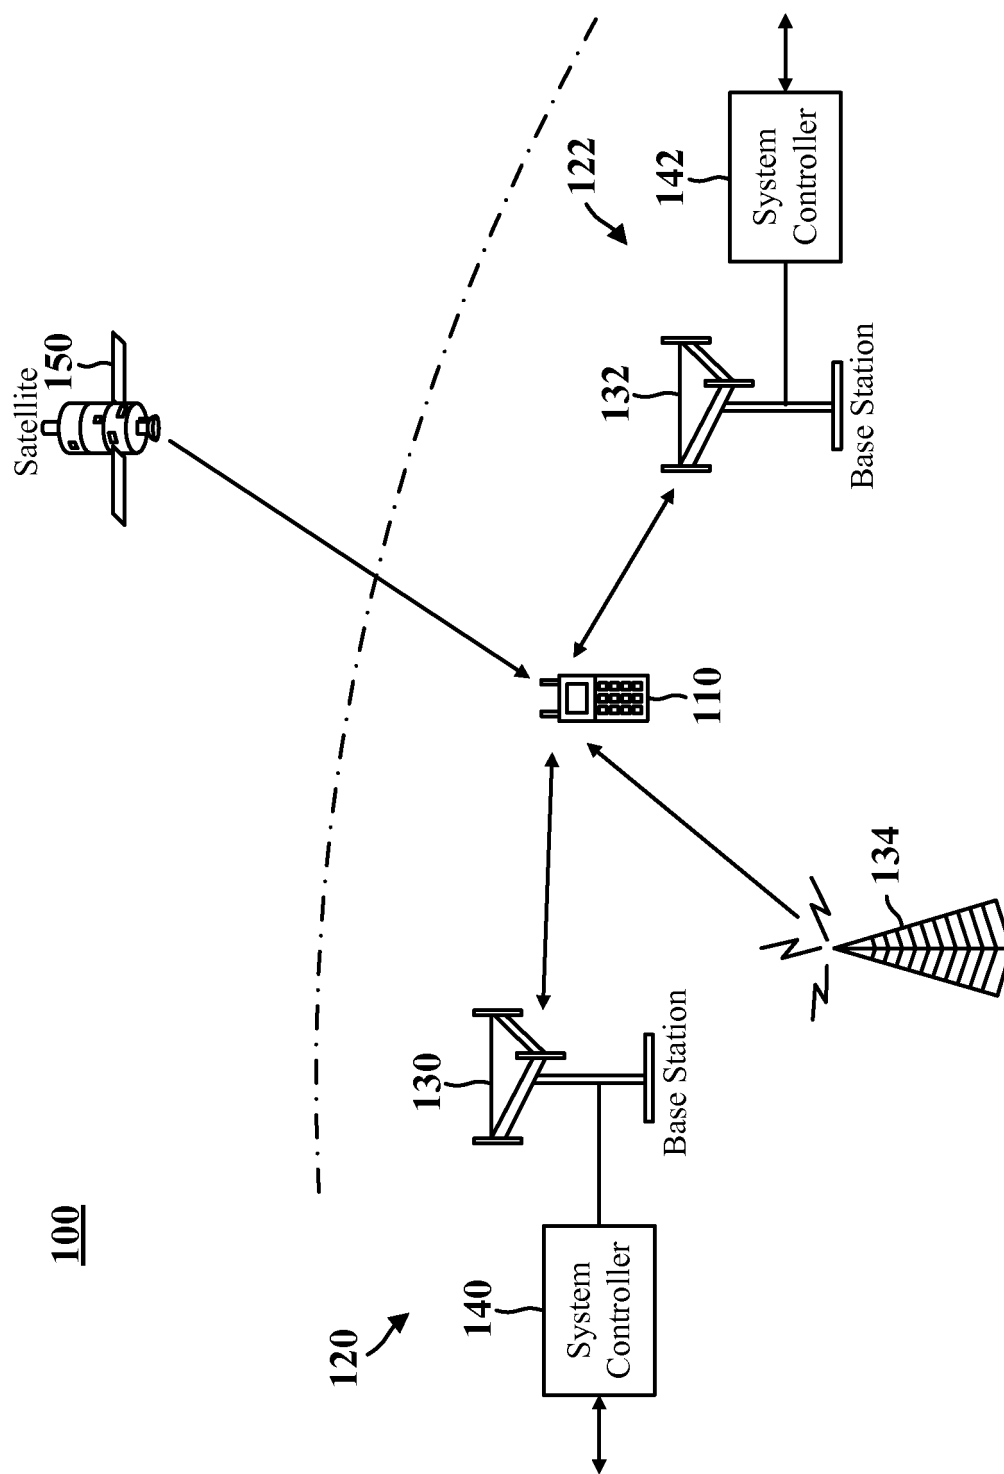 100
Satellite
150
120
140
System
Controller
130
Base Station
110
134
132
Base Station
122
142
System
Controller